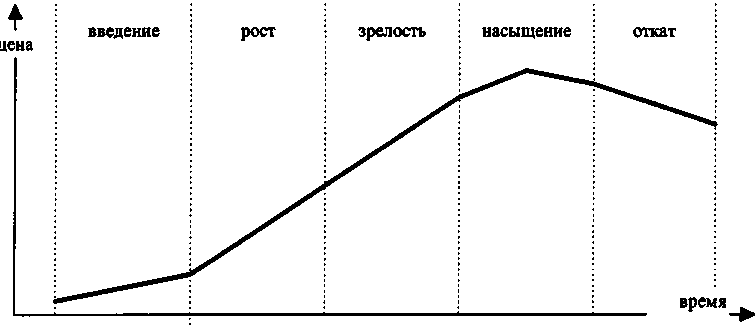 введение рост зрелость насыщение откат
цена
время